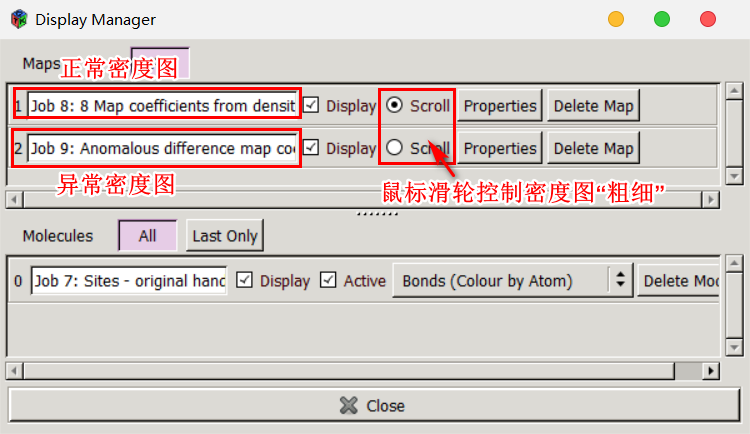 Display Manager
Maps
正常密度图
1 Job 8: 8 Map coefficients from densit Display Scroll Properties Delete Map
2 Job 9: Anomalous difference map coe Display Scroll Properties Delete Map
异常密度图
鼠标滑轮控制密度图“粗细”
Molecules All Last Only
0 Job 7: Sites - original hand Display Active Bonds (Colour by Atom) Delete Mod
Close